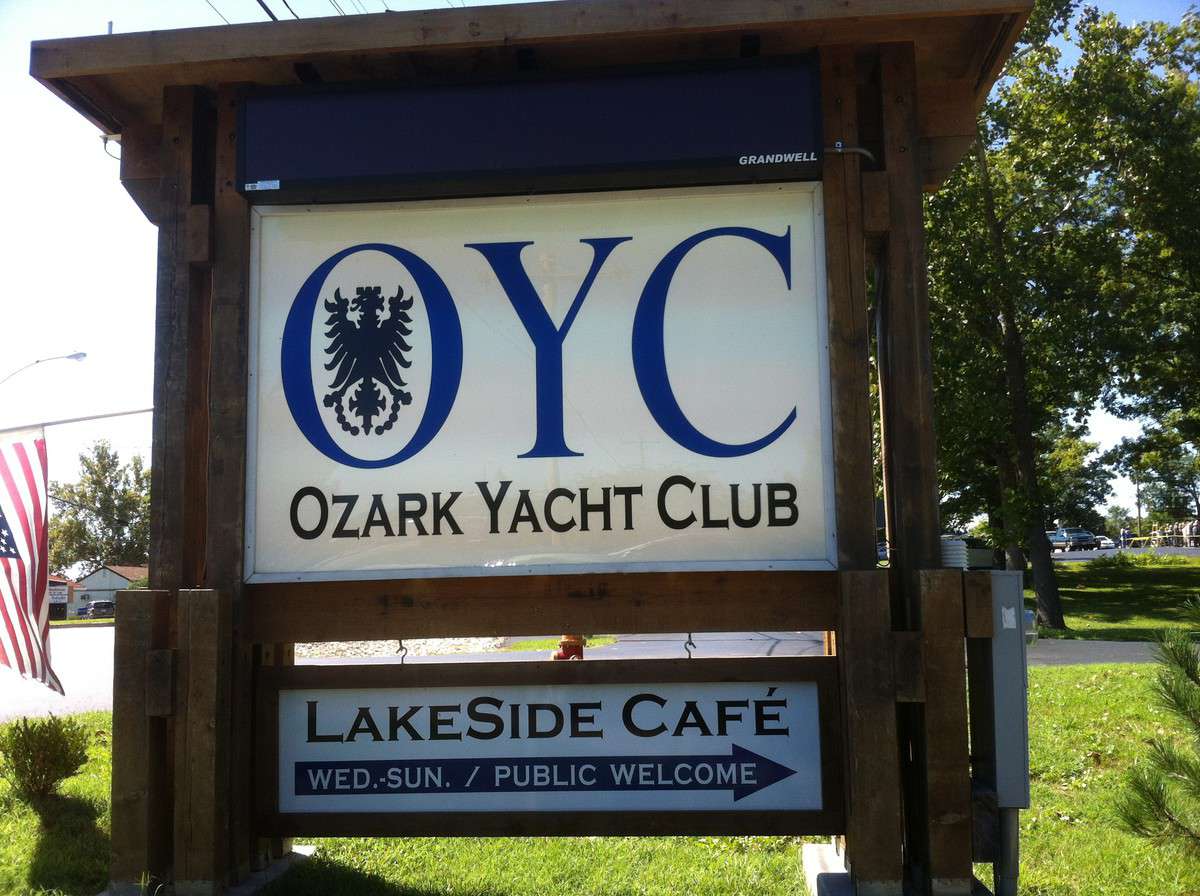 GRANDWELL
OYC
OZARK YACHT CLUB
LAKESIDE CAFÉ
WED.-SUN. / PUBLIC WELCOME